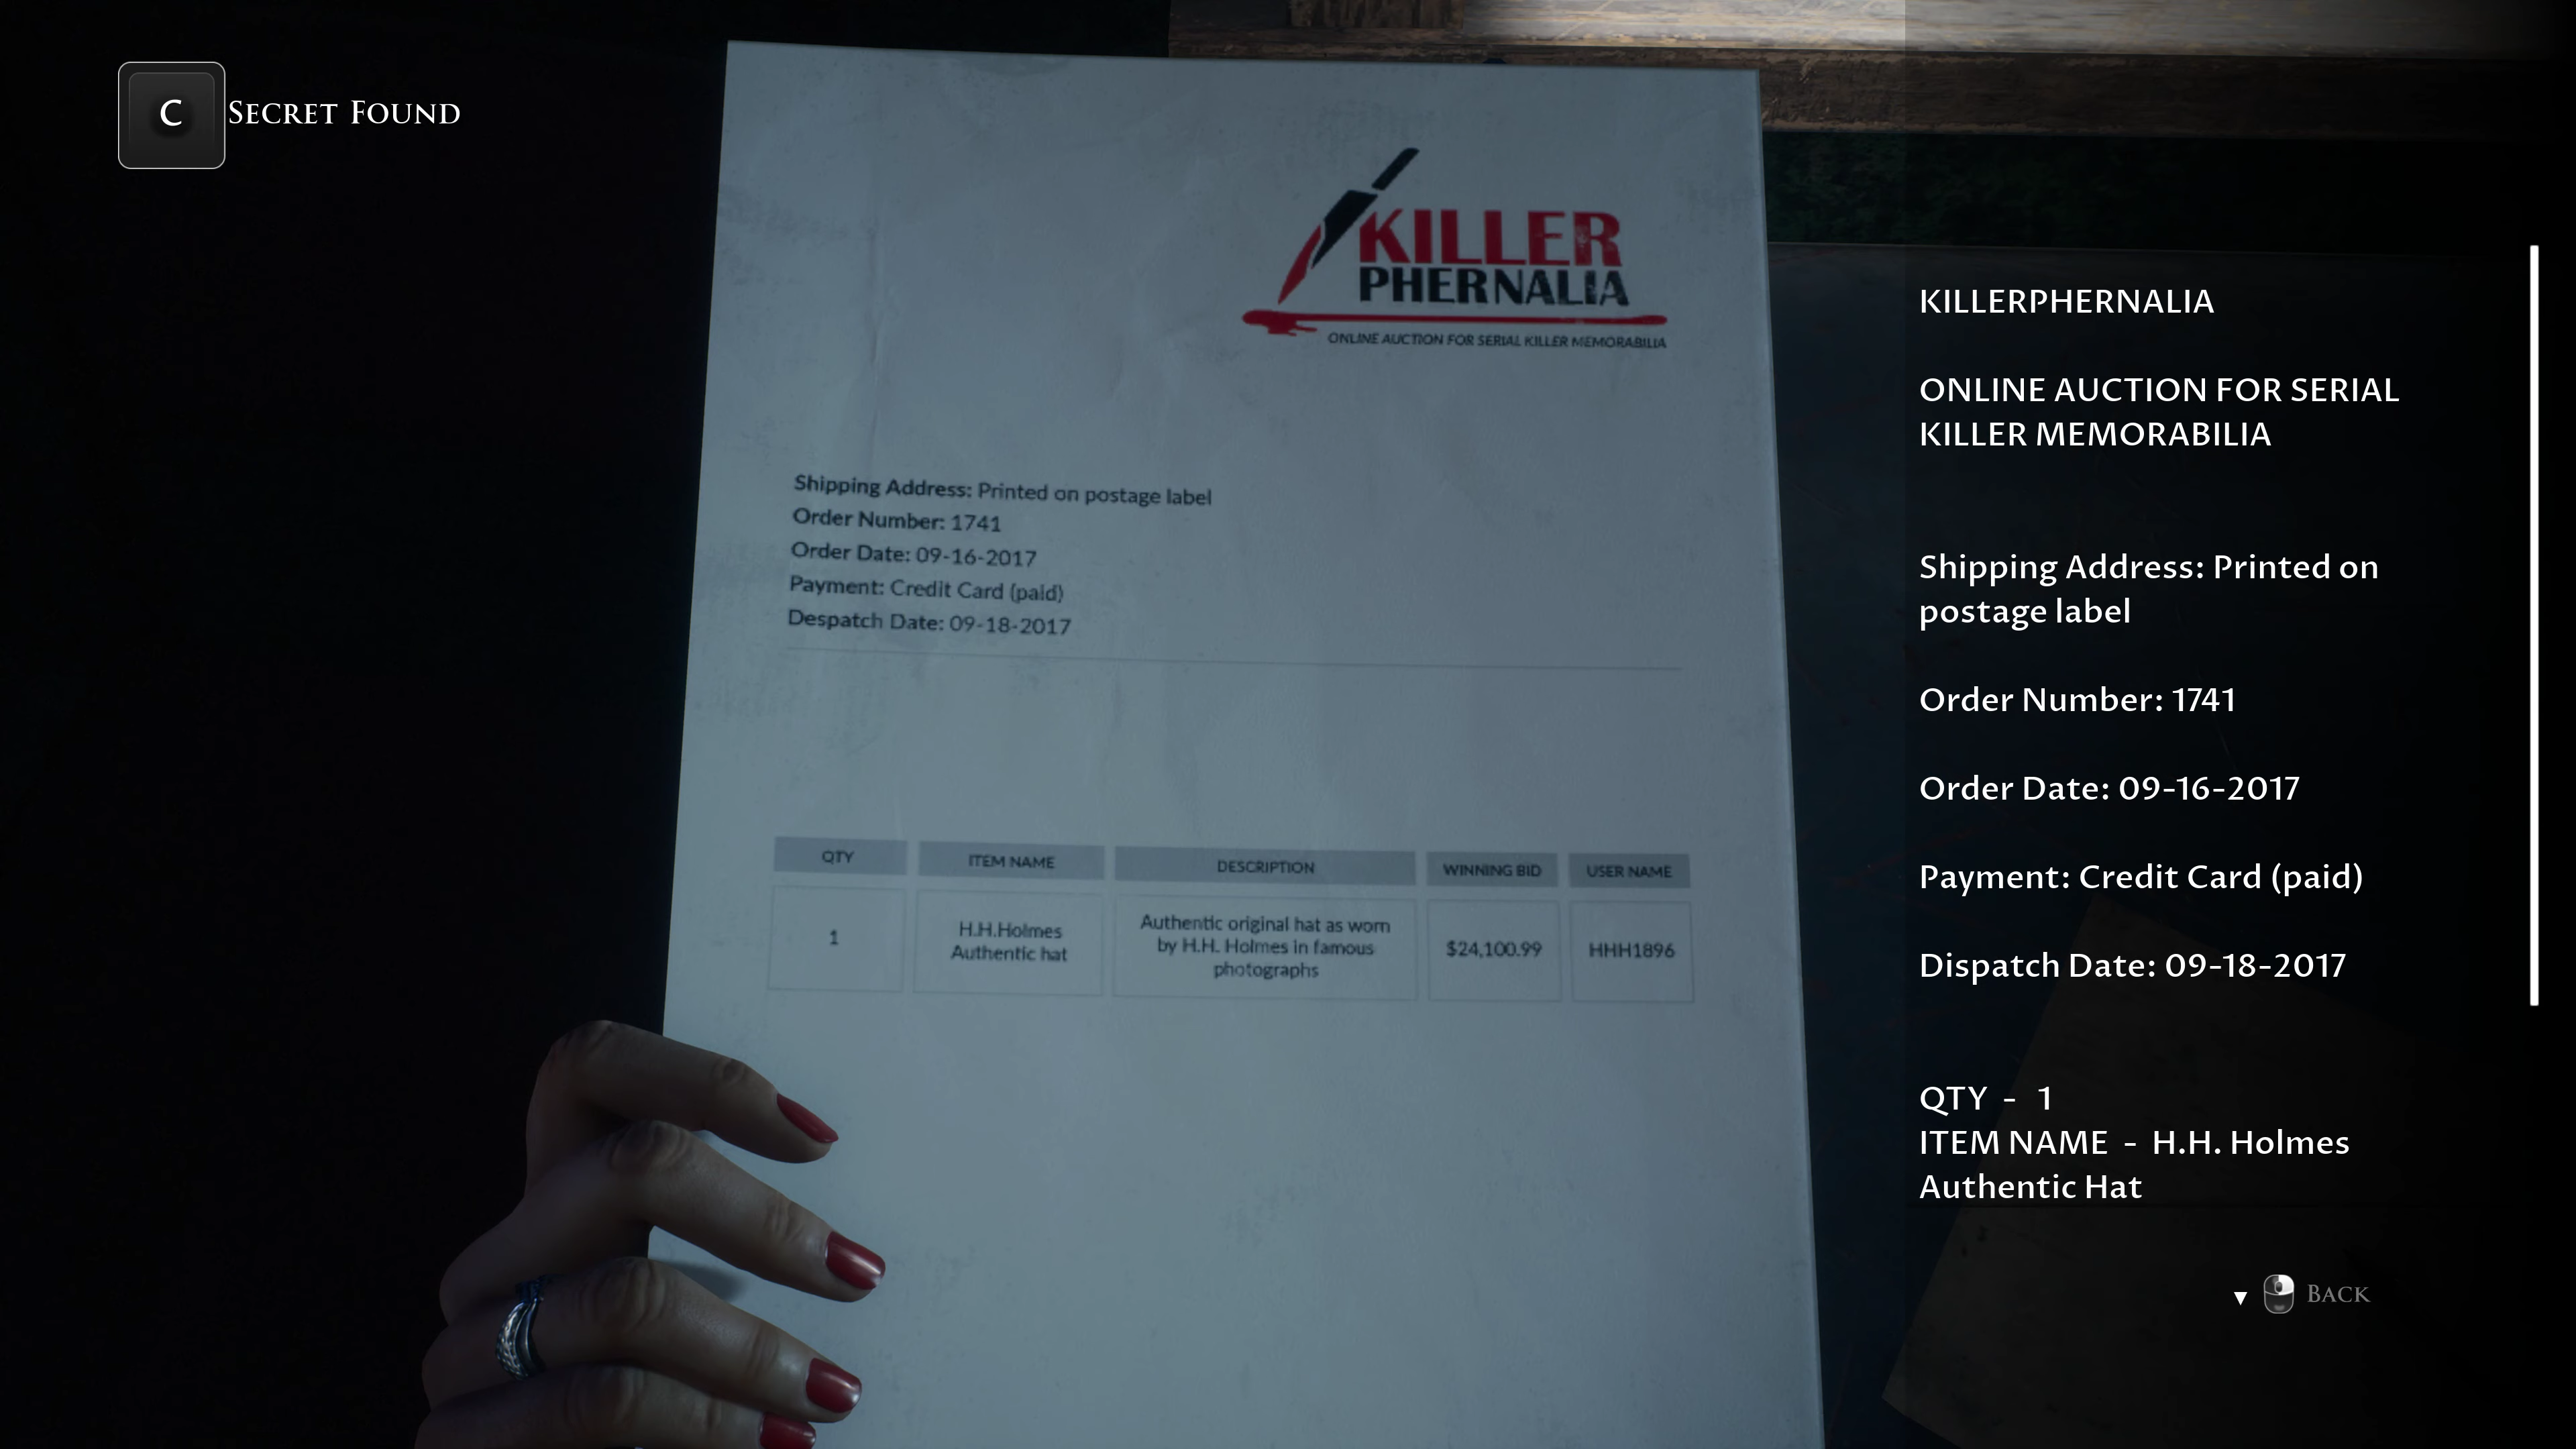 C
SECRET FOUND
KILLER
PHERNALIA
ONLINE AUCTION FOR SERIAL KILLER MEMORABILIA
Shipping Address: Printed on postage label
Order Number: 1741
Order Date: 09-16-2017
Payment: Credit Card (paid)
Despatch Date: 09-18-2017
QTY ITEM NAME DESCRIPTION WINNING BID USER NAME
1
H.H.Holmes
Authentic hat
Authentic original hat as worn
by H.H. Holmes in famous
photographs
$24,100.99
HHH1896
KILLERPHERNALIA
ONLINE AUCTION FOR SERIAL
KILLER MEMORABILIA
Shipping Address: Printed on
postage label
Order Number: 1741
Order Date: 09-16-2017
Payment: Credit Card (paid)
Dispatch Date: 09-18-2017
QTY - 1
ITEM NAME - H.H. Holmes
Authentic Hat
BACK